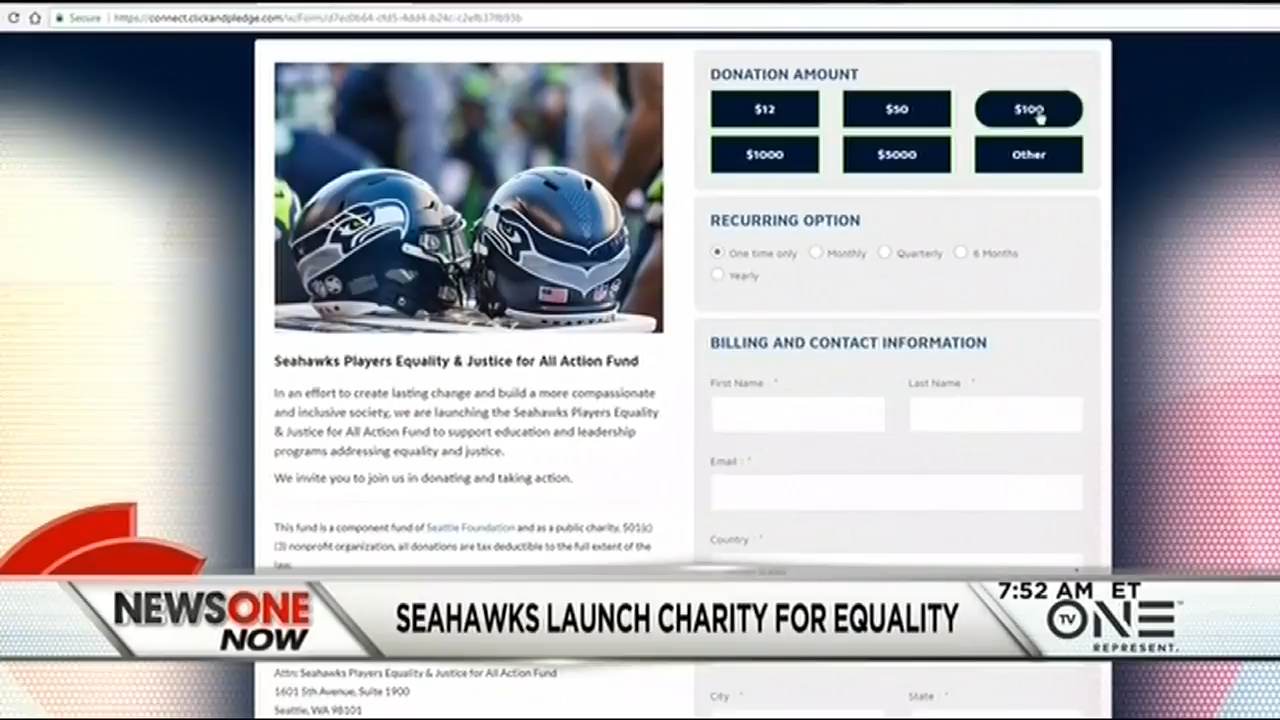 Secure
https://connect.clickandpledge.com/w/Form/
DONATION AMOUNT
$12
$50
$100
$1000
$5000
Other
RECURRING OPTION
One time only
Monthly
Quarterly
6 Months
Yearly
BILLING AND CONTACT INFORMATION
First Name *
Last Name *
Email *
Country *
Seahawks Players Equality & Justice for All Action Fund
In an effort to create lasting change and build a more compassionate
and inclusive society, we are launching the Seahawks Players Equality
& Justice for All Action Fund to support education and leadership
programs addressing equality and justice.
We invite you to join us in donating and taking action.
This fund is a component fund of Seattle Foundation and as a public charity, 501(c)
(3) nonprofit organization, all donations are tax deductible to the full extent of the
law.
NEWSONE
NOW
SEAHAWKS LAUNCH CHARITY FOR EQUALITY
7:52 AM ET
TV ONE
REPRESENT.
Attn: Seahawks Players Equality & Justice for All Action Fund
1601 5th Avenue, Suite 1900
Seattle, WA 98101
City *
State *